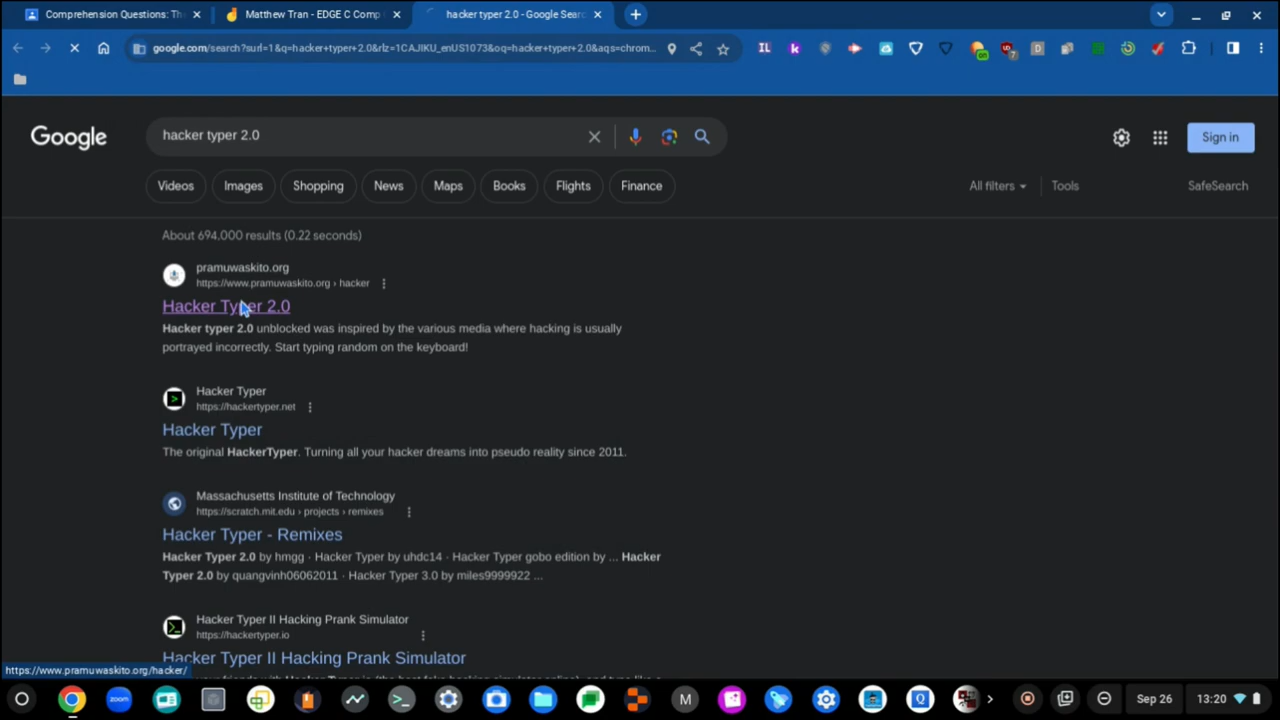 Comprehension Questions: Th
Matthew Tran - EDGE C Comp
hacker typer 2.0 - Google Searc
google.com/search?surl=1&q=hacker+typer+2.0&rlz=1CAJIKU_enUS1073&oq=hacker+typer+2.0&aqs=chrom...
Google
hacker typer 2.0
Sign in
Videos
Images
Shopping
News
Maps
Books
Flights
Finance
All filters
Tools
SafeSearch
About 694,000 results (0.22 seconds)
pramuwaskito.org
https://www.pramuwaskito.org › hacker
Hacker Typer 2.0
Hacker typer 2.0 unblocked was inspired by the various media where hacking is usually
portrayed incorrectly. Start typing random on the keyboard!
Hacker Typer
https://hackertyper.net
Hacker Typer
The original HackerTyper. Turning all your hacker dreams into pseudo reality since 2011.
Massachusetts Institute of Technology
https://scratch.mit.edu › projects › remixes
Hacker Typer - Remixes
Hacker Typer 2.0 by hmgg · Hacker Typer by uhdc14 · Hacker Typer gobo edition by ... Hacker
Typer 2.0 by quangvinh06062011 · Hacker Typer 3.0 by miles9999922 ...
Hacker Typer II Hacking Prank Simulator
https://hackertyper.io
Hacker Typer II Hacking Prank Simulator
https://www.pramuwaskito.org/hacker/
zoom
M
Sep 26
13:20